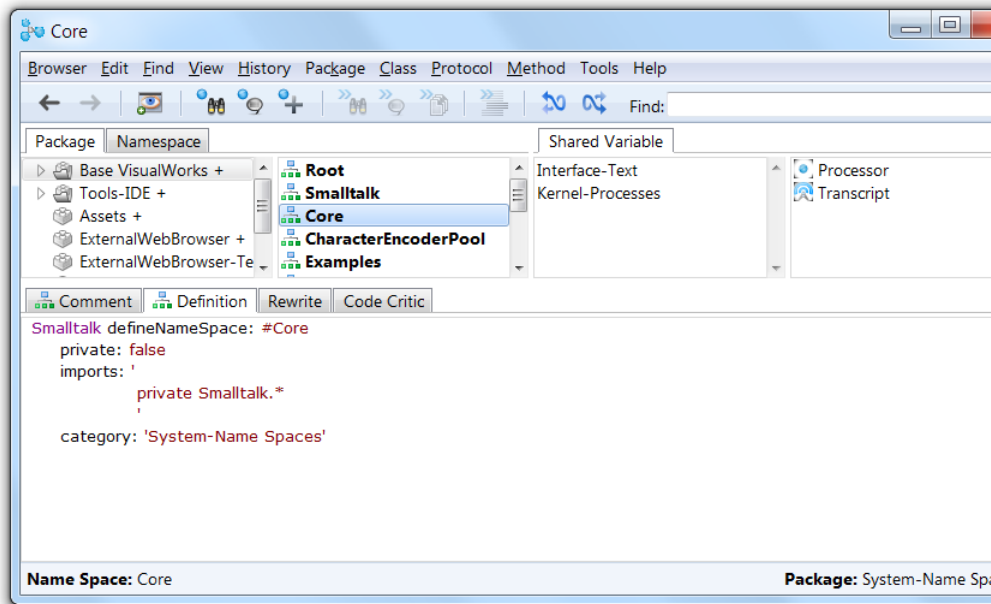 Core
Browser Edit Find View History Package Class Protocol Method Tools Help
Find:
Package Namespace Shared Variable
Base VisualWorks + Root Interface-Text Processor
Tools-IDE + Smalltalk Kernel-Processes Transcript
Assets + Core
ExternalWebBrowser + CharacterEncoderPool
ExternalWebBrowser-Te Examples
Comment Definition Rewrite Code Critic
Smalltalk defineNameSpace: #Core
private: false
imports: '
private Smalltalk.*
'
category: 'System-Name Spaces'
Name Space: Core Package: System-Name Spa